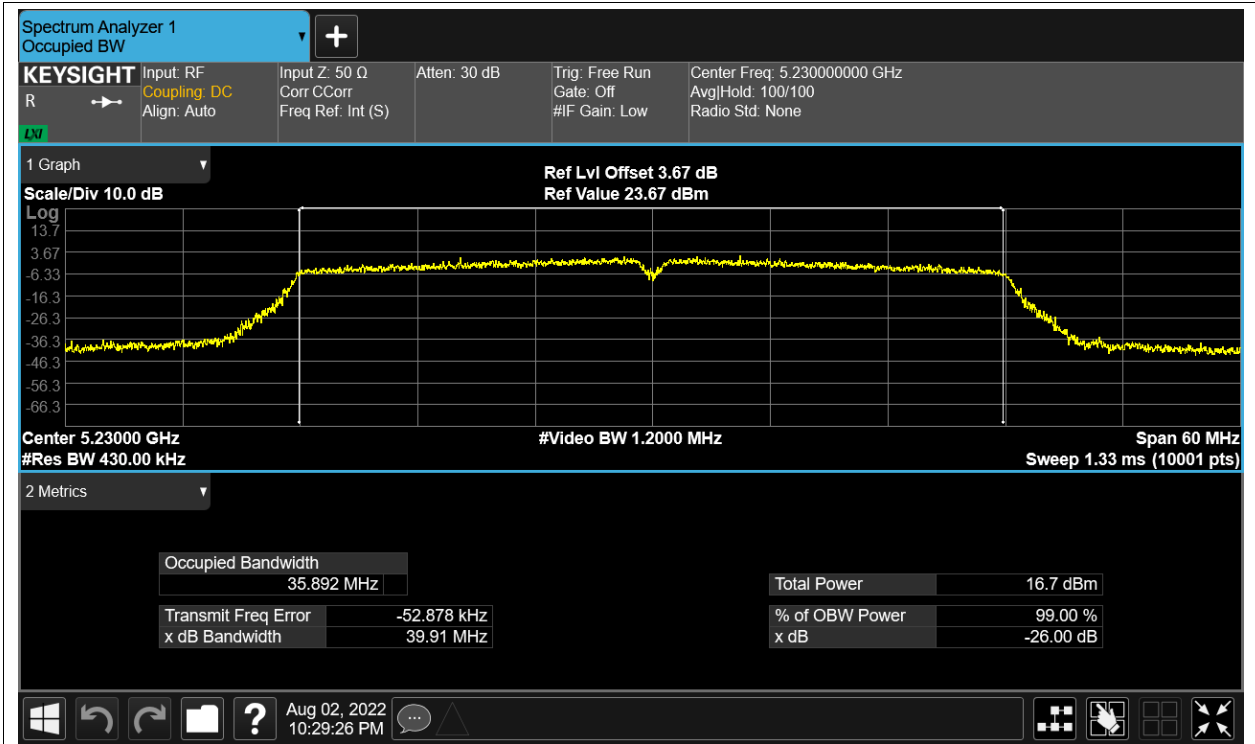 Spectrum Analyzer 1
Occupied BW
KEYSIGHT
R
LXI
Input: RF
Coupling: DC
Align: Auto
Input Z: 50 Ω
Corr CCorr
Freq Ref: Int (S)
Atten: 30 dB
Trig: Free Run
Gate: Off
#IF Gain: Low
Center Freq: 5.230000000 GHz
Avg|Hold: 100/100
Radio Std: None
1 Graph
Scale/Div 10.0 dB
Ref Lvl Offset 3.67 dB
Ref Value 23.67 dBm
Log
13.7
3.67
-6.33
-16.3
-26.3
-36.3
-46.3
-56.3
-66.3
Center 5.23000 GHz
#Video BW 1.2000 MHz
Span 60 MHz
#Res BW 430.00 kHz
Sweep 1.33 ms (10001 pts)
2 Metrics
Occupied Bandwidth
35.892 MHz
Total Power 16.7 dBm
Transmit Freq Error -52.878 kHz
% of OBW Power 99.00 %
x dB Bandwidth 39.91 MHz
x dB -26.00 dB
?
Aug 02, 2022
10:29:26 PM